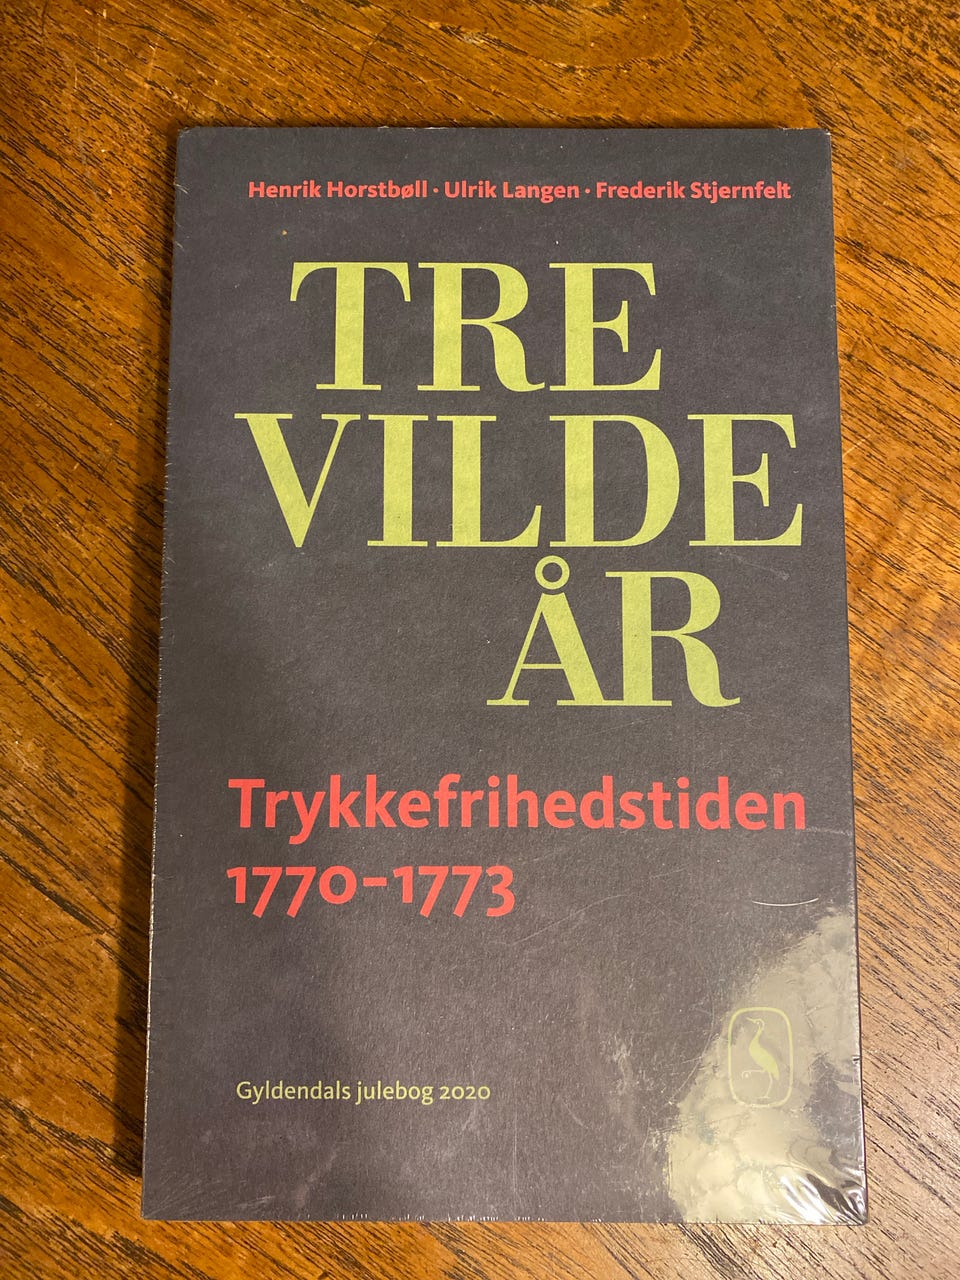 Henrik Horstbøll · Ulrik Langen · Frederik Stjernfelt
TRE
VILDE
ÅR
Trykkefrihedstiden
1770-1773
Gyldendals julebog 2020